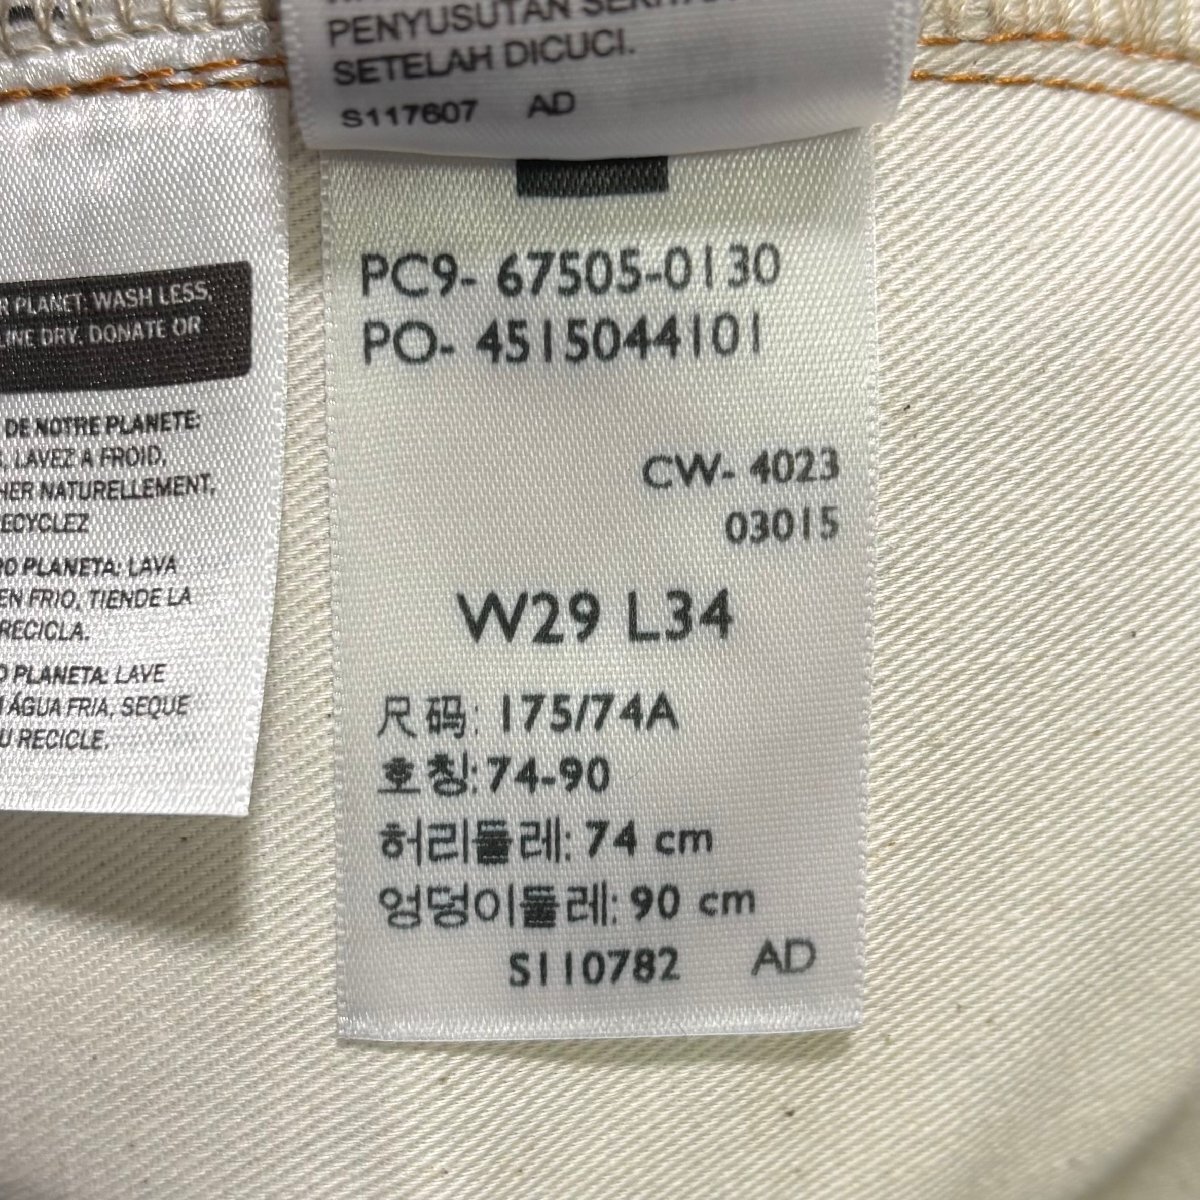 PENYUSUTAN
SETELAH DICUCI.
S117607 AD
PLANET: WASH LESS,
LINE DRY. DONATE OR
DE NOTRE PLANETE:
LAVEZ A FROID,
NATURELLEMENT,
RECYCLEZ
PLANETA: LAVA
EN FRIO, TIENDE LA
RECICLA.
PLANETA: LAVE
ÁGUA FRIA, SEQUE
U RECICLE.
PC9- 67505-0130
PO- 4515044101
CW- 4023
03015
W29 L34
尺码: 175/74A
호칭: 74-90
허리둘레: 74 cm
엉덩이둘레: 90 cm
S110782 AD